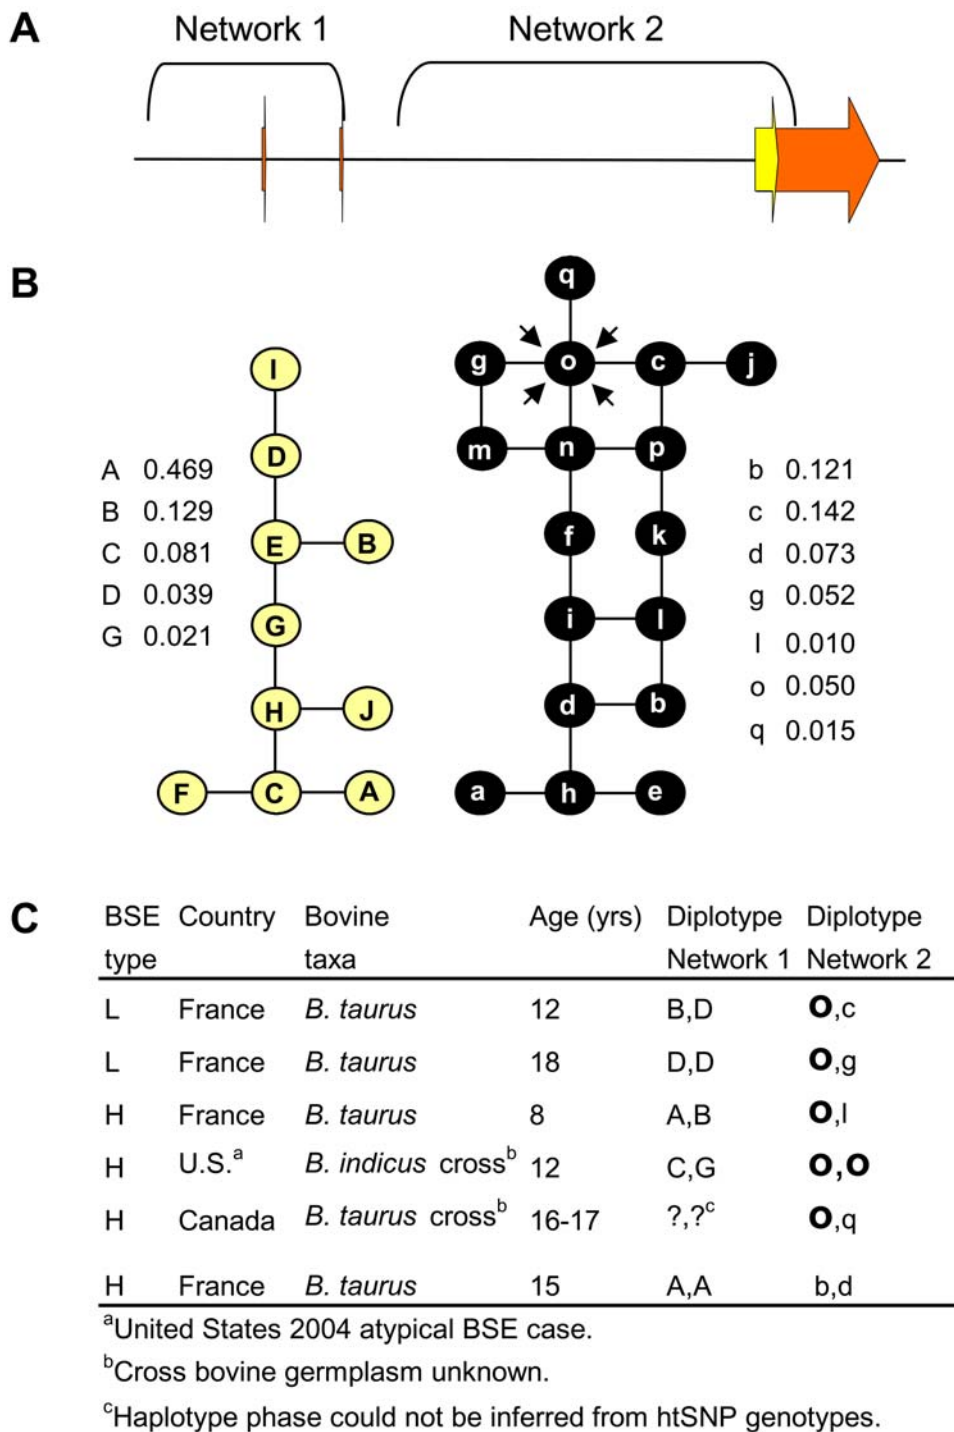 A
Network 1 Network 2
B
q
I g o c j
D m n p
A 0.469
B 0.129
C 0.081
D 0.039
G 0.021
E B f k
G i l
H J d b
F C A a h e
b 0.121
c 0.142
d 0.073
g 0.052
l 0.010
o 0.050
q 0.015
C
BSE Country Bovine Age (yrs) Diplotype Diplotype
type taxa Network 1 Network 2
L France B. taurus 12 B,D o,c
L France B. taurus 18 D,D o,g
H France B. taurus 8 A,B o,l
H U.S.a B. indicus crossb 12 C,G o,o
H Canada B. taurus crossb 16-17 ?,?c o,q
H France B. taurus 15 A,A b,d
aUnited States 2004 atypical BSE case.
bCross bovine germplasm unknown.
cHaplotype phase could not be inferred from htSNP genotypes.